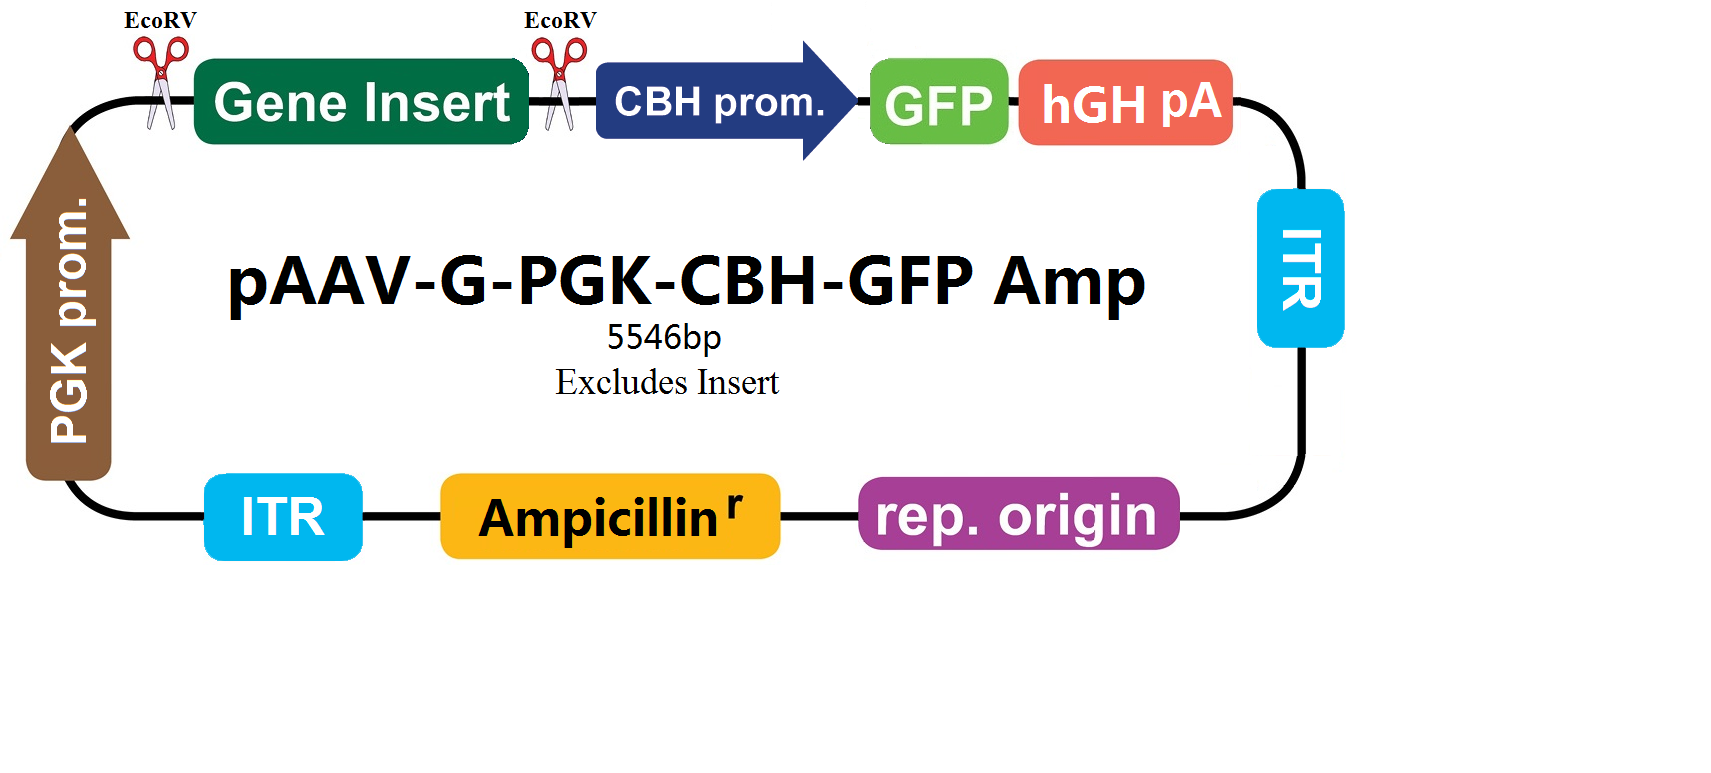 EcoRV
EcoRV
Gene Insert
CBH prom.
GFP
hGH pA
PGK prom.
ITR
pAAV-G-PGK-CBH-GFP Amp
5546bp
Excludes Insert
ITR
Ampicillin r
rep. origin